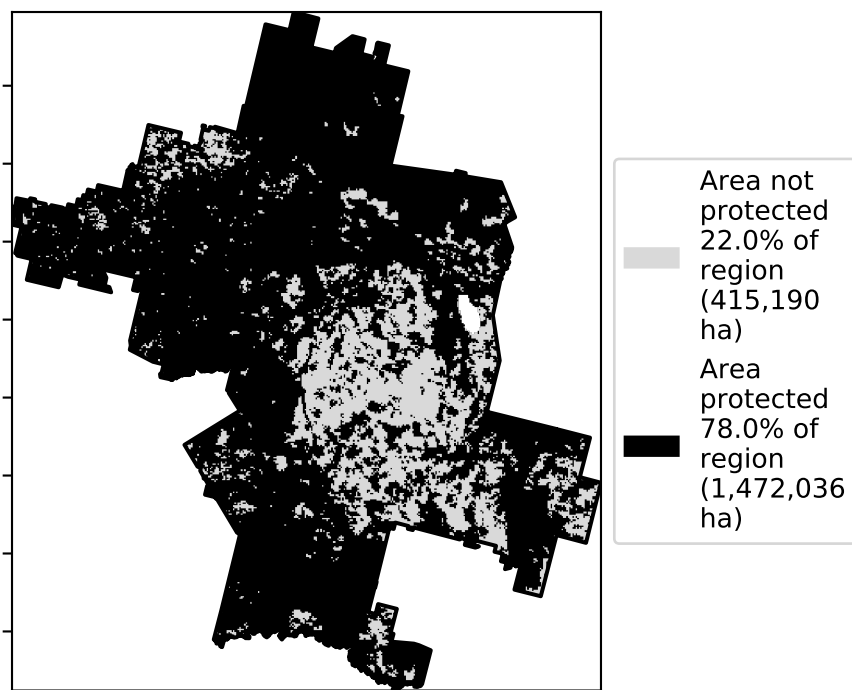 Area not
protected
22.0% of
region
(415,190
ha)
Area
protected
78.0% of
region
(1,472,036
ha)